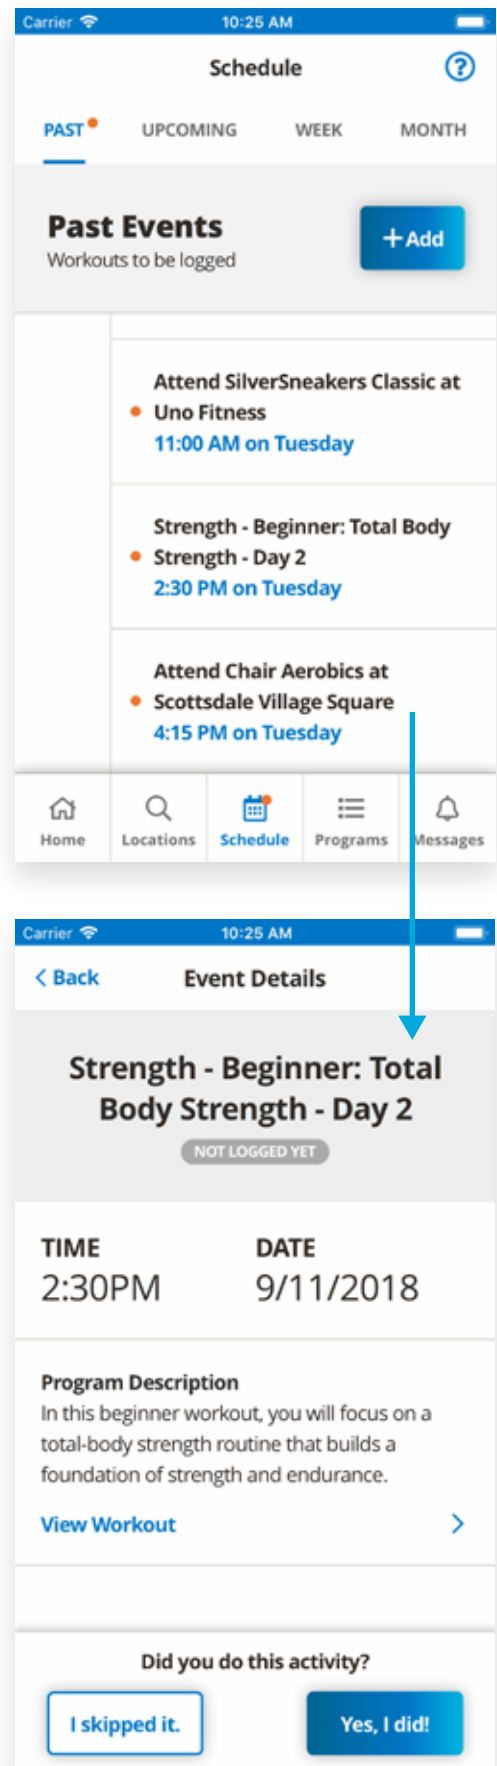 Carrier 10:25 AM
Schedule
PAST UPCOMING WEEK MONTH
Past Events
Workouts to be logged
+Add
Attend SilverSneakers Classic at
Uno Fitness
11:00 AM on Tuesday
Strength - Beginner: Total Body
Strength - Day 2
2:30 PM on Tuesday
Attend Chair Aerobics at
Scottsdale Village Square
4:15 PM on Tuesday
Home Locations Schedule Programs Messages
Carrier 10:25 AM
< Back Event Details
Strength - Beginner: Total
Body Strength - Day 2
NOT LOGGED YET
TIME DATE
2:30PM 9/11/2018
Program Description
In this beginner workout, you will focus on a
total-body strength routine that builds a
foundation of strength and endurance.
View Workout
Did you do this activity?
I skipped it. Yes, I did!